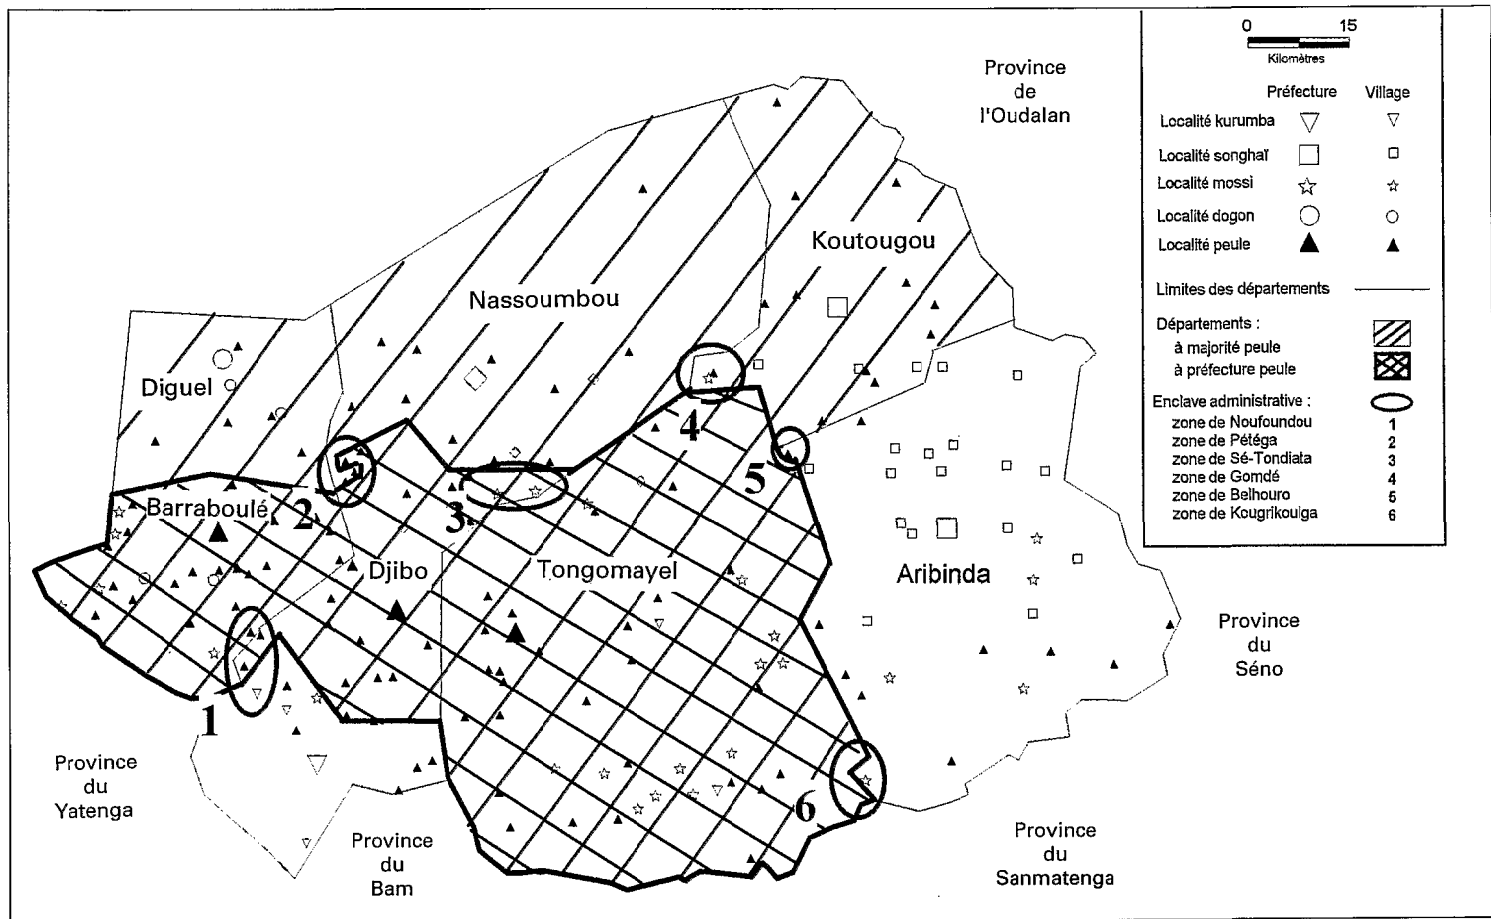 Province
de
l'Oudalan
Koutougou
Nassoumbou
Diguel
4
5
2
3
Barraboulé
Djibo
Tongomayel
Aribinda
Province
du
Séno
1
6
Province
du
Yatenga
Province
du
Bam
Province
du
Sanmatenga
0 15
Kilomètres
Préfecture Village
Localité kurumba
Localité songhaï
Localité mossi
Localité dogon
Localité peule
Limites des départements
Départements :
à majorité peule
à préfecture peule
Enclave administrative :
zone de Noufoundou 1
zone de Pétéga 2
zone de Sé-Tondiata 3
zone de Gomdé 4
zone de Belhouro 5
zone de Kougrikoulga 6